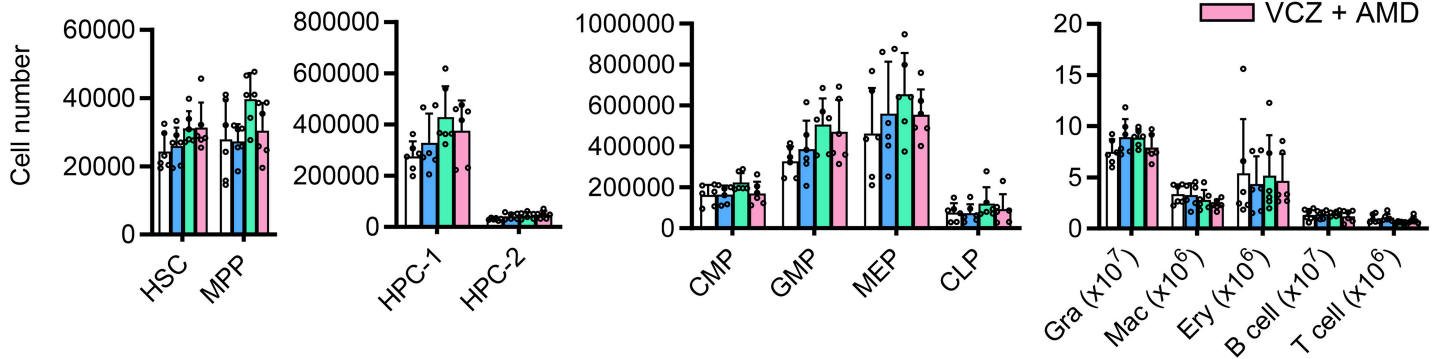 VCZ + AMD
Cell number
60000
40000
20000
0
HSC
MPP
800000
600000
400000
200000
0
HPC-1
HPC-2
1000000
800000
600000
400000
200000
0
CMP
GMP
MEP
CLP
20
15
10
5
0
Gra (x10⁷)
Mac (x10⁶)
Ery (x10⁶)
B cell (x10⁷)
T cell (x10⁶)